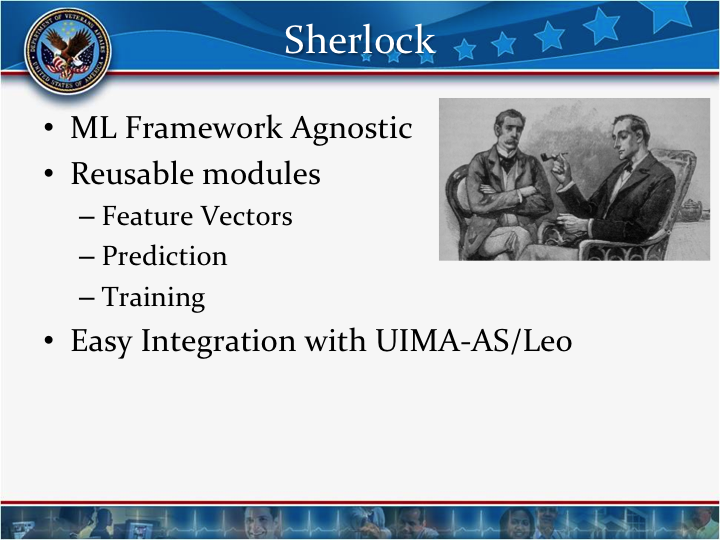 Sherlock
DEPARTMENT OF VETERANS AFFAIRS
UNITED STATES OF AMERICA
• ML Framework Agnostic
• Reusable modules
– Feature Vectors
– Prediction
– Training
• Easy Integration with UIMA-AS/Leo